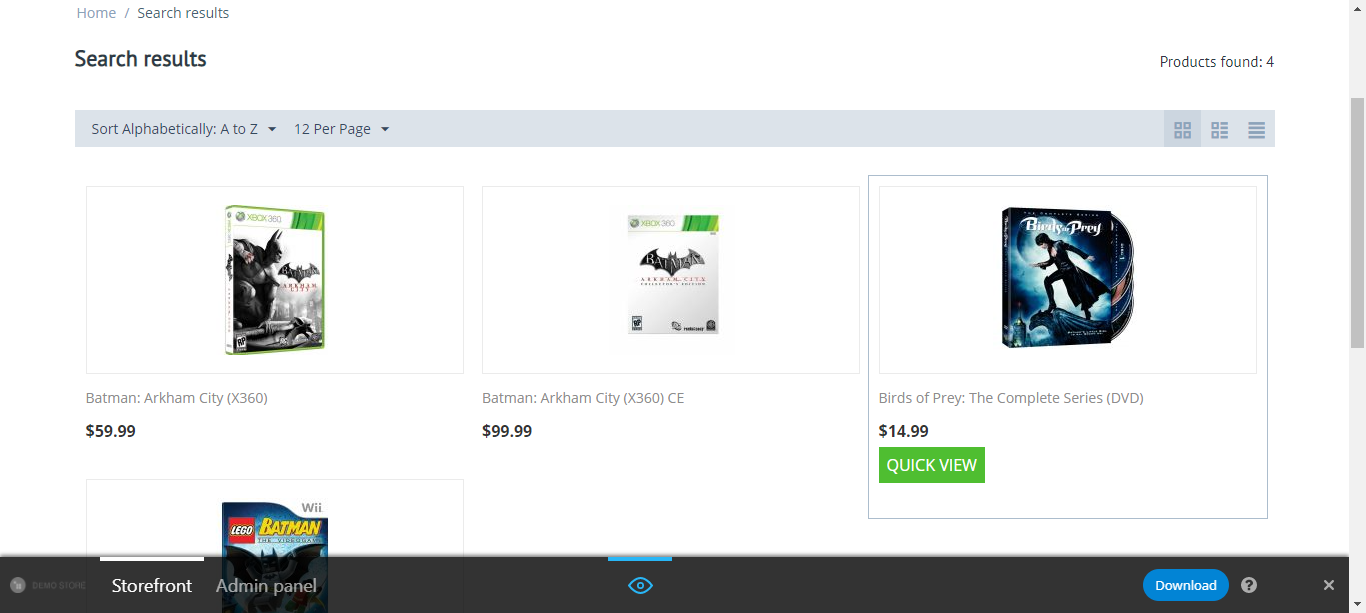 Home / Search results
Search results
Products found: 4
Sort Alphabetically: A to Z
12 Per Page
XBOX 360
BATMAN
ARKHAM CITY
XBOX 360
BATMAN
ARKHAM CITY
COLLECTOR'S EDITION
THE COMPLETE SERIES
Birds of Prey
Batman: Arkham City (X360)
$59.99
Batman: Arkham City (X360) CE
$99.99
Birds of Prey: The Complete Series (DVD)
$14.99
QUICK VIEW
Wii
LEGO BATMAN
THE VIDEOGAME
DEMO STORE
Storefront
Admin panel
Download
?